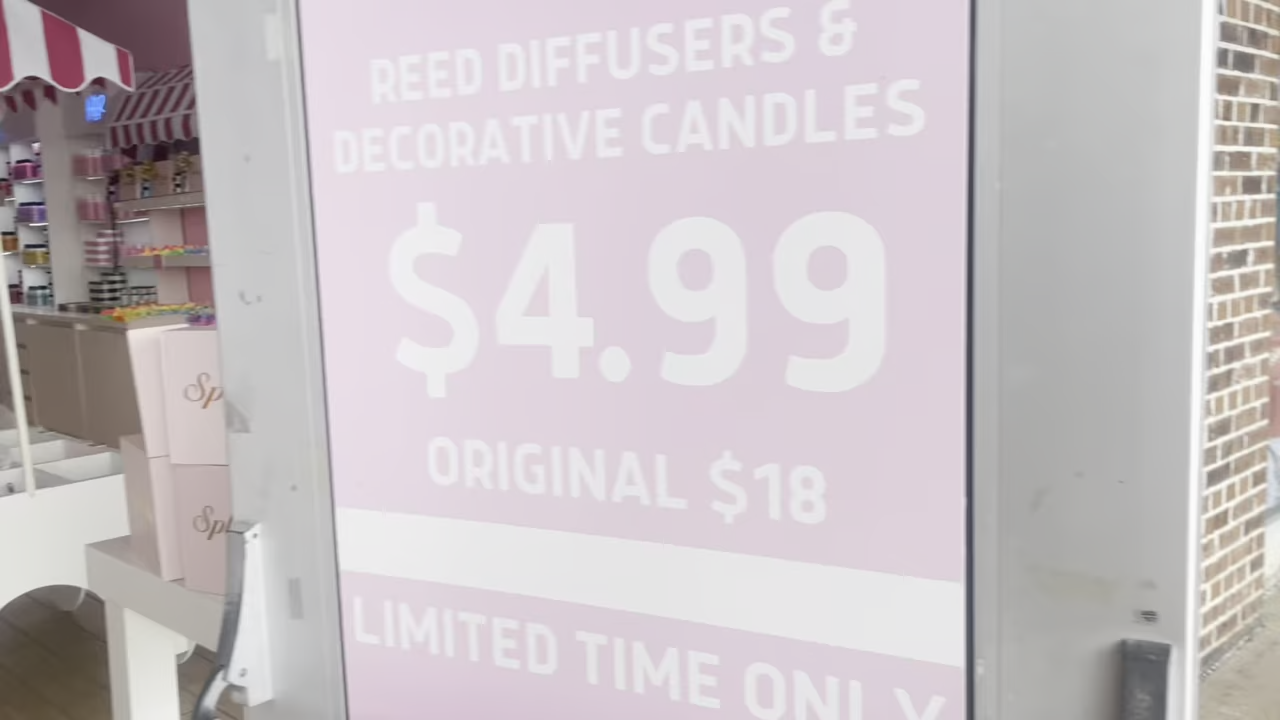 REED DIFFUSERS &
DECORATIVE CANDLES
$4.99
ORIGINAL $18
LIMITED TIME ONLY